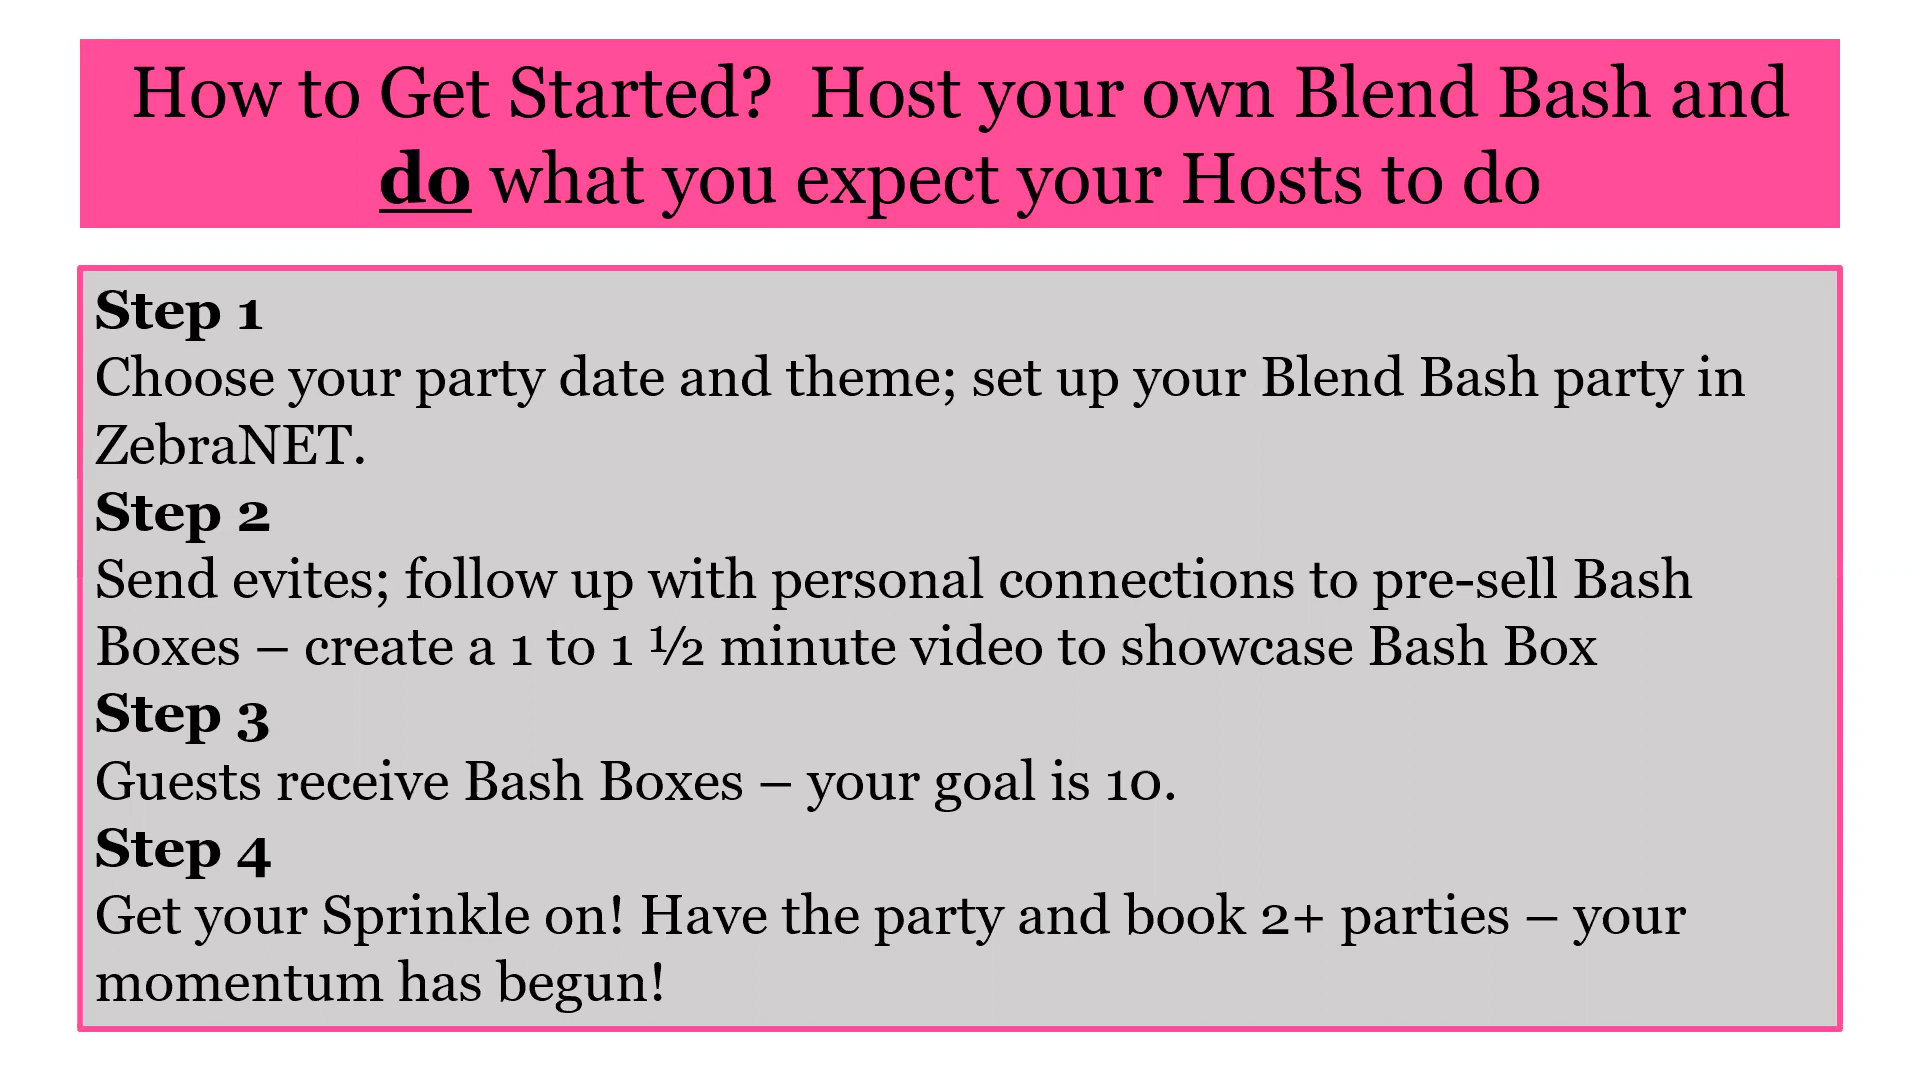 How to Get Started?  Host your own Blend Bash and
do what you expect your Hosts to do
Step 1
Choose your party date and theme; set up your Blend Bash party in
ZebraNET.
Step 2
Send evites; follow up with personal connections to pre-sell Bash
Boxes – create a 1 to 1 ½ minute video to showcase Bash Box
Step 3
Guests receive Bash Boxes – your goal is 10.
Step 4
Get your Sprinkle on! Have the party and book 2+ parties – your
momentum has begun!